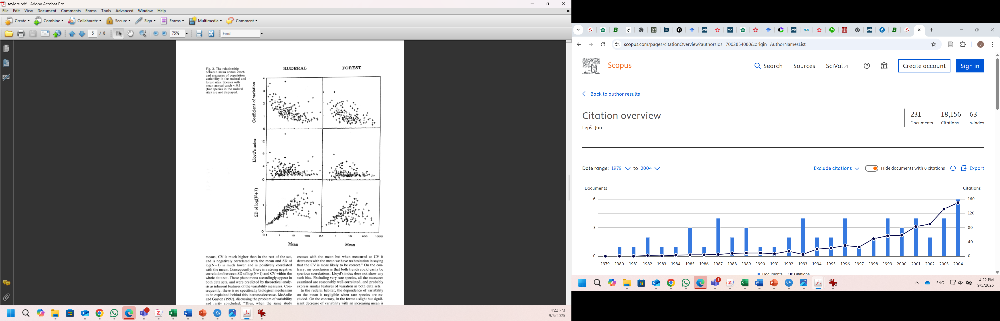 taylors.pdf - Adobe Acrobat Pro
File Edit View Document Comments Forms Tools Advanced Window Help
Create Combine Collaborate Secure Sign Forms Multimedia Comment
5 / 8 75% Find
Fig. 2. The relationship
between mean annual catch
and measures of population
variability in the ruderal and
forest sites. Species with
mean annual catch <0.1
(five species in the ruderal
site) are not displayed.
RUDERAL FOREST
Coefficient of variation
4
3
2
1
0
Lloyd's index
12
8
4
0
SD of log(N+1)
1
0
0.1 1 10 100 0.1 1 10 100 1000
Mean Mean
means, CV is much higher than in the rest of the set,
and is negatively correlated with the mean and SD of
log(N+1) is much lower and is positively correlated
with the mean. Consequently, there is a strong negative
correlation between SD of log(N+1) and CV within the
whole data set. These phenomena accordingly appear in
both data sets, and were predicted by theoretical analy-
sis as inherent features of the variability measures. Con-
sequently, there is no specifically biological mechanism
to be explained behind this increase/decrease. McArdle
and Gaston (1992), discussing the problem of variability
and rarity concluded: "Thus, when the same study
creases with the mean but when measured as CV it
decreases with the mean we have no hesitation in saying
that the CV is more likely to be correct." On the con-
trary, my conclusion is that both trends could easily be
spurious correlations. Lloyd's index does not show any
such bias. Excluding very rare species, all the measures
examined are reasonably well-correlated, and probably
express similar features of variation in both data sets.
In the ruderal habitat, the dependence of variability
on the mean is negligible when rare species are ex-
cluded. On the contrary, in the forest a slight but signif-
icant decrease of variability with an increasing mean is
4:22 PM
9/5/2025
scopus.com/pages/citationOverview?authorsIds=7003854080&origin=AuthorNamesList
J
Scopus
Search Sources SciVal Create account Sign in
Back to author results
Citation overview
Lepš, Jan
231 18,156 63
Documents Citations h-index
Date range: 1979 to 2004
Exclude citations Hide documents with 0 citations Export
Documents Citations
6 160
120
3 80
40
0 0
1979 1980 1981 1982 1983 1984 1985 1986 1987 1988 1989 1990 1991 1992 1993 1994 1995 1996 1997 1998 1999 2000 2001 2002 2003 2004
Documents Citations
ENG
4:22 PM
9/5/2025